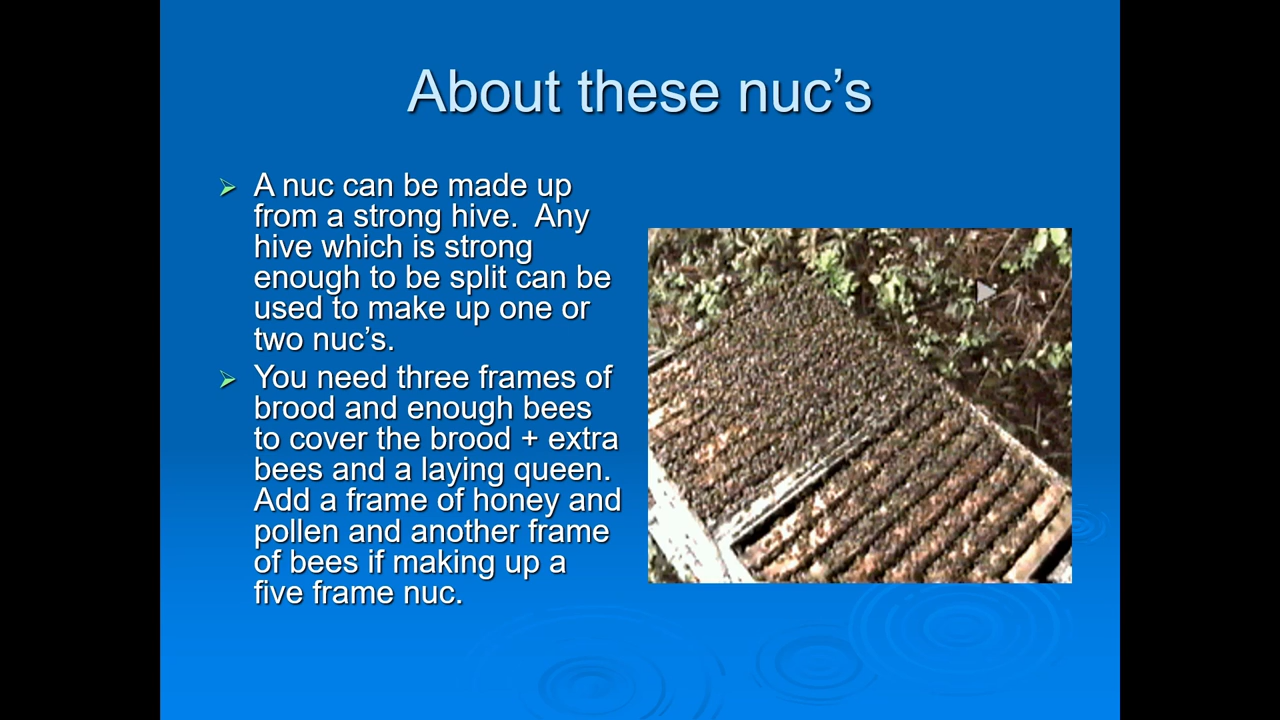 About these nuc’s
A nuc can be made up
from a strong hive.  Any
hive which is strong
enough to be split can be
used to make up one or
two nuc’s.
You need three frames of
brood and enough bees
to cover the brood + extra
bees and a laying queen.
Add a frame of honey and
pollen and another frame
of bees if making up a
five frame nuc.